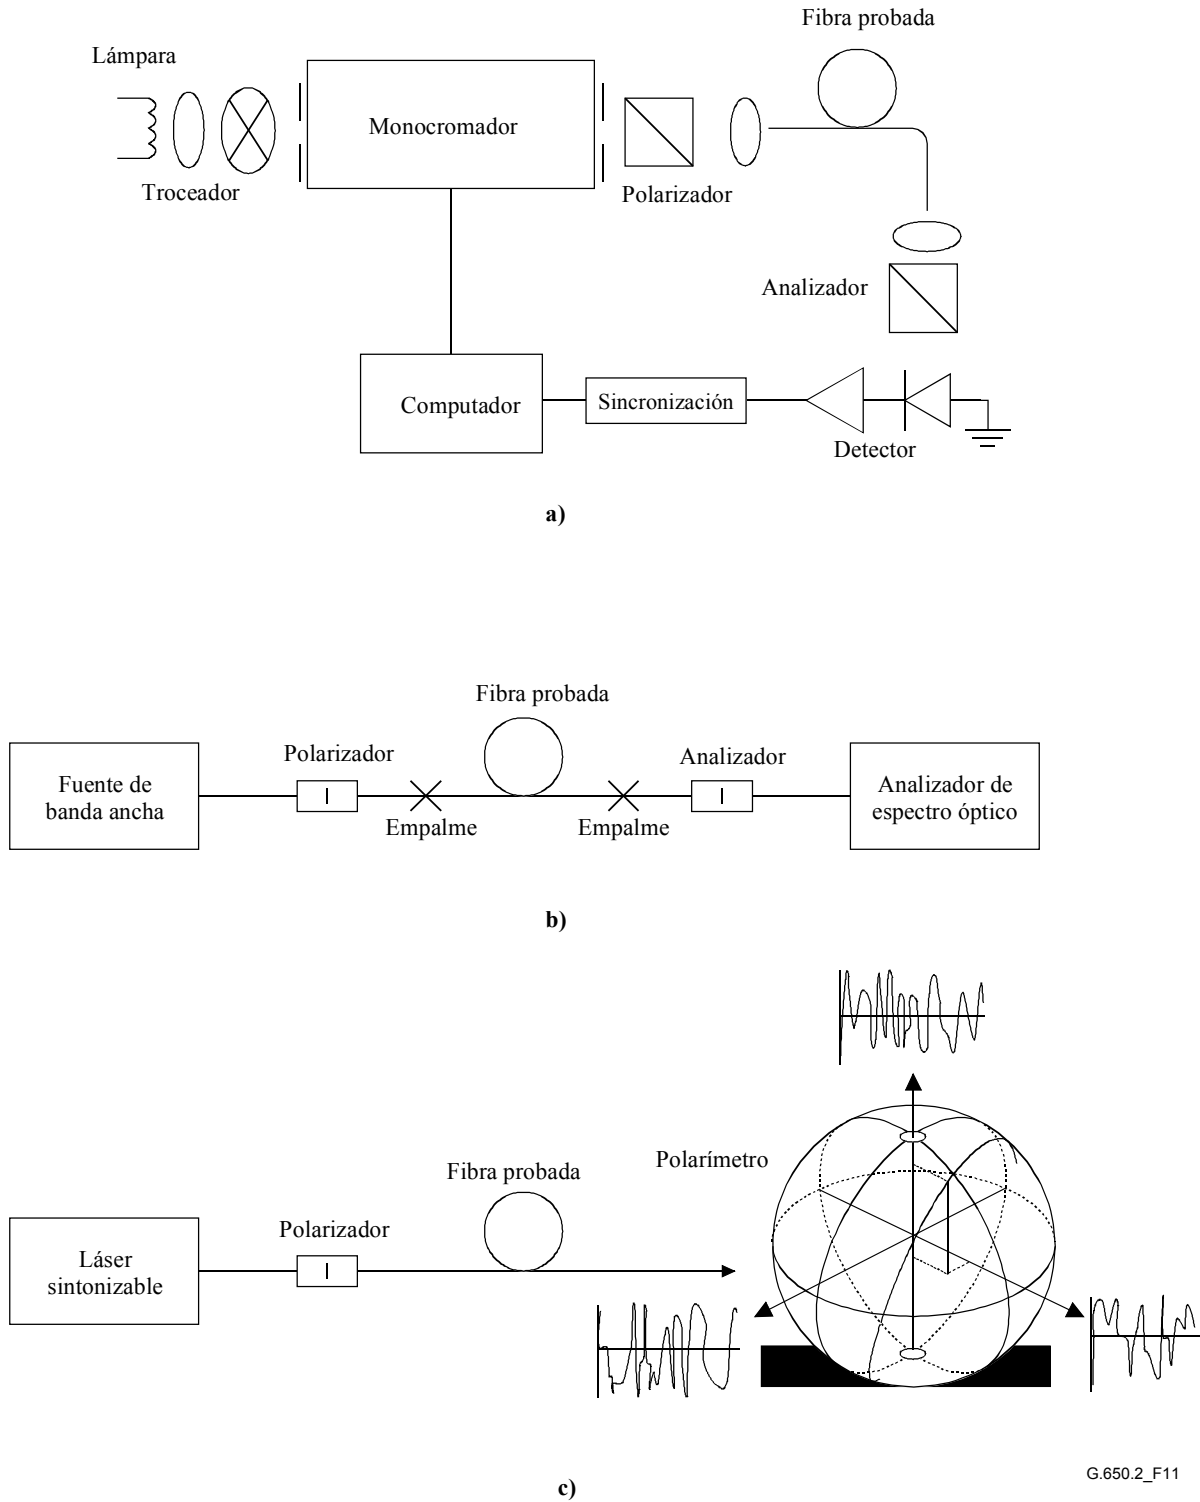 Fibra probada
Lámpara
Monocromador
Troceador
Polarizador
Analizador
Computador
Sincronización
Detector
a)
Fibra probada
Polarizador
Analizador
Fuente de
banda ancha
Analizador de
espectro óptico
Empalme
Empalme
b)
Polarímetro
Fibra probada
Polarizador
Láser
sintonizable
G.650.2_F11
c)